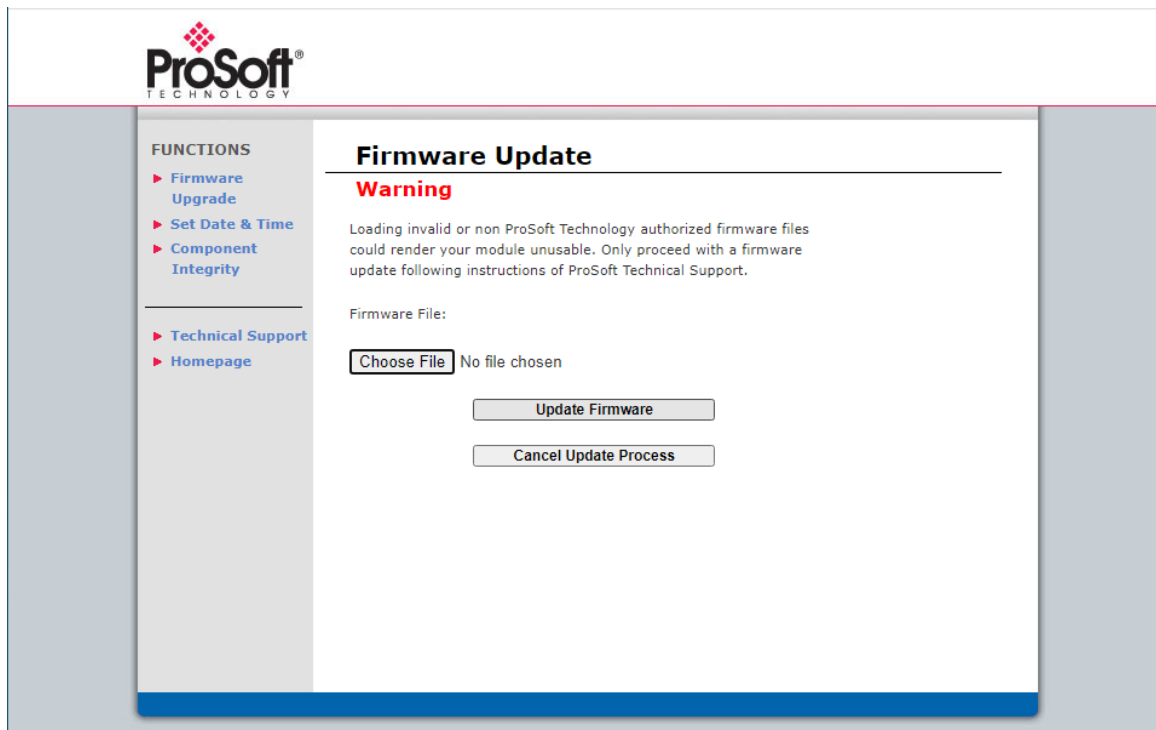 ProSoft®
TECHNOLOGY
FUNCTIONS
Firmware
Upgrade
Set Date & Time
Component
Integrity
Technical Support
Homepage
Firmware Update
Warning
Loading invalid or non ProSoft Technology authorized firmware files
could render your module unusable. Only proceed with a firmware
update following instructions of ProSoft Technical Support.
Firmware File:
Choose File No file chosen
Update Firmware
Cancel Update Process